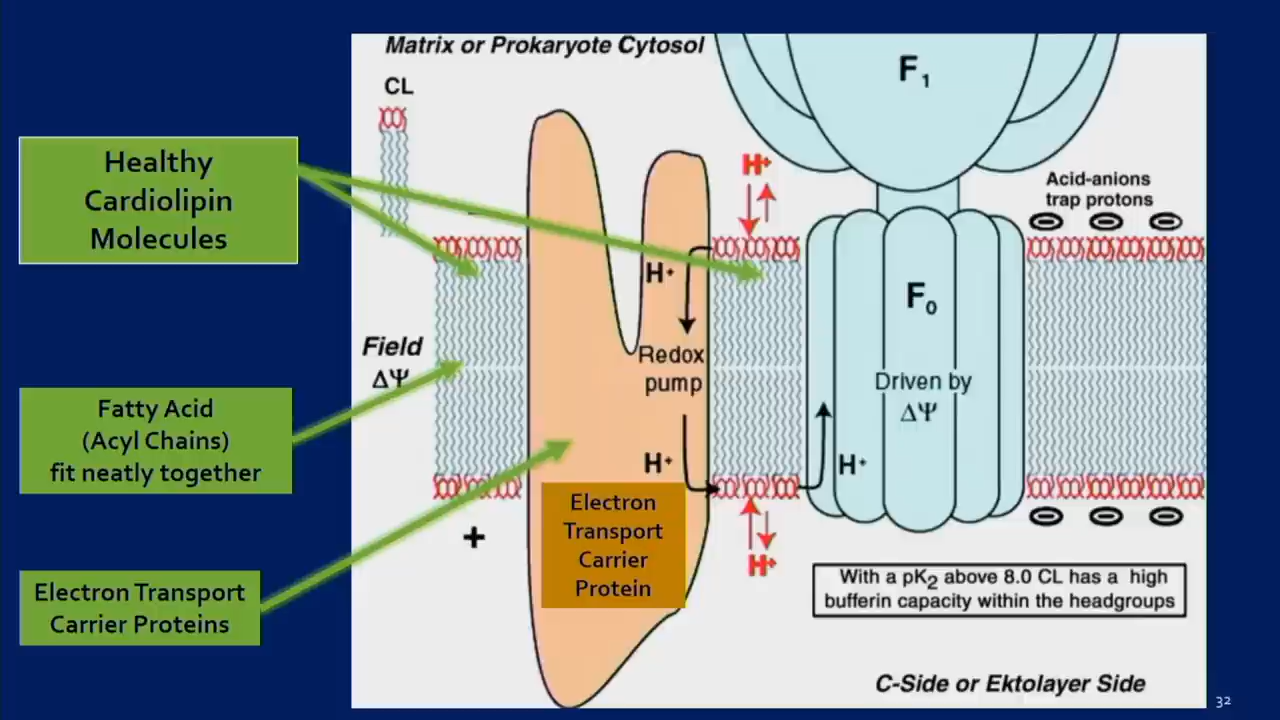 Matrix or Prokaryote Cytosol
CL
F1
Healthy
Cardiolipin
Molecules
H+
Acid-anions
trap protons
H+
F0
Field
ΔΨ
Redox
pump
Driven by
ΔΨ
Fatty Acid
(Acyl Chains)
fit neatly together
H+
H+
Electron
Transport
Carrier
Protein
+
H+
With a pK2 above 8.0 CL has a high
bufferin capacity within the headgroups
Electron Transport
Carrier Proteins
C-Side or Ektolayer Side
32